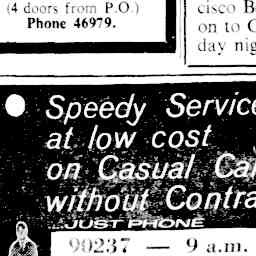 (4 doors from P.O.)
Phone 46979.
cisco B
on to C
day nig
Speedy Service
at low cost
on Casual Ca
without Contra
JUST PHONE
90237 — 9 a.m.